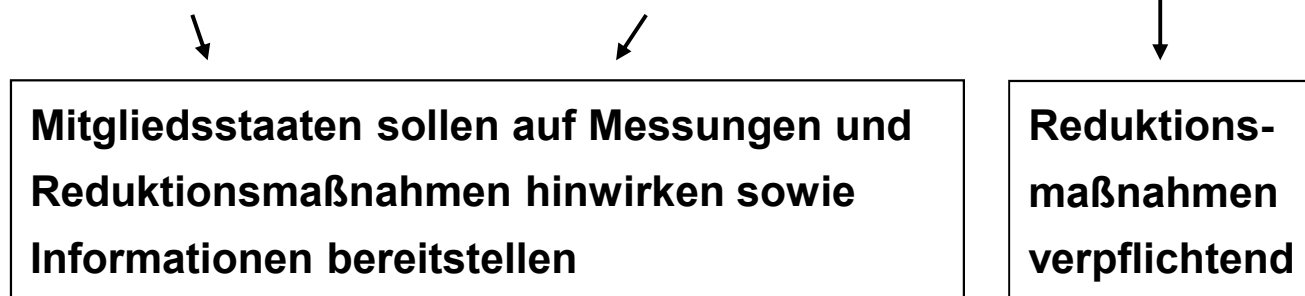 Mitgliedsstaaten sollen auf Messungen und
Reduktionsmaßnahmen hinwirken sowie
Informationen bereitstellen
Reduktions-
maßnahmen
verpflichtend